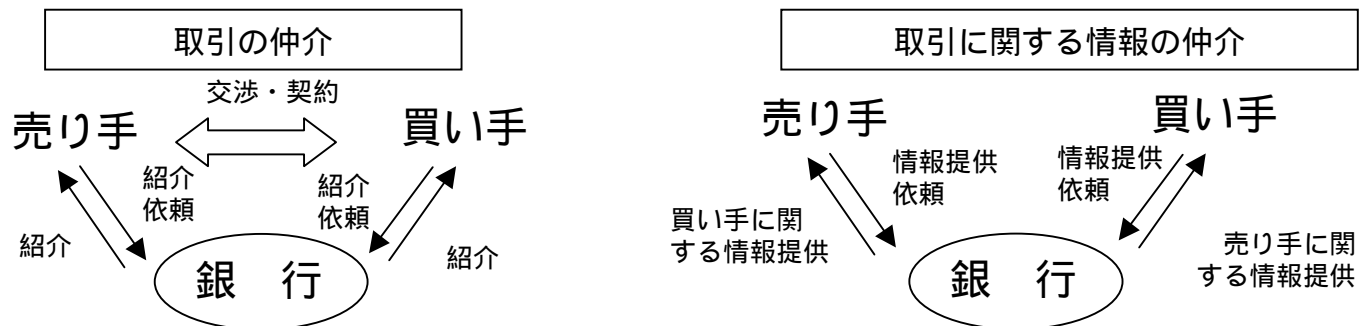 取引の仲介
交渉・契約
売り手
買い手
紹介
依頼
紹介
依頼
紹介
紹介
銀 行
取引に関する情報の仲介
売り手
買い手
情報提供
依頼
情報提供
依頼
買い手に関
する情報提供
売り手に関
する情報提供
銀 行